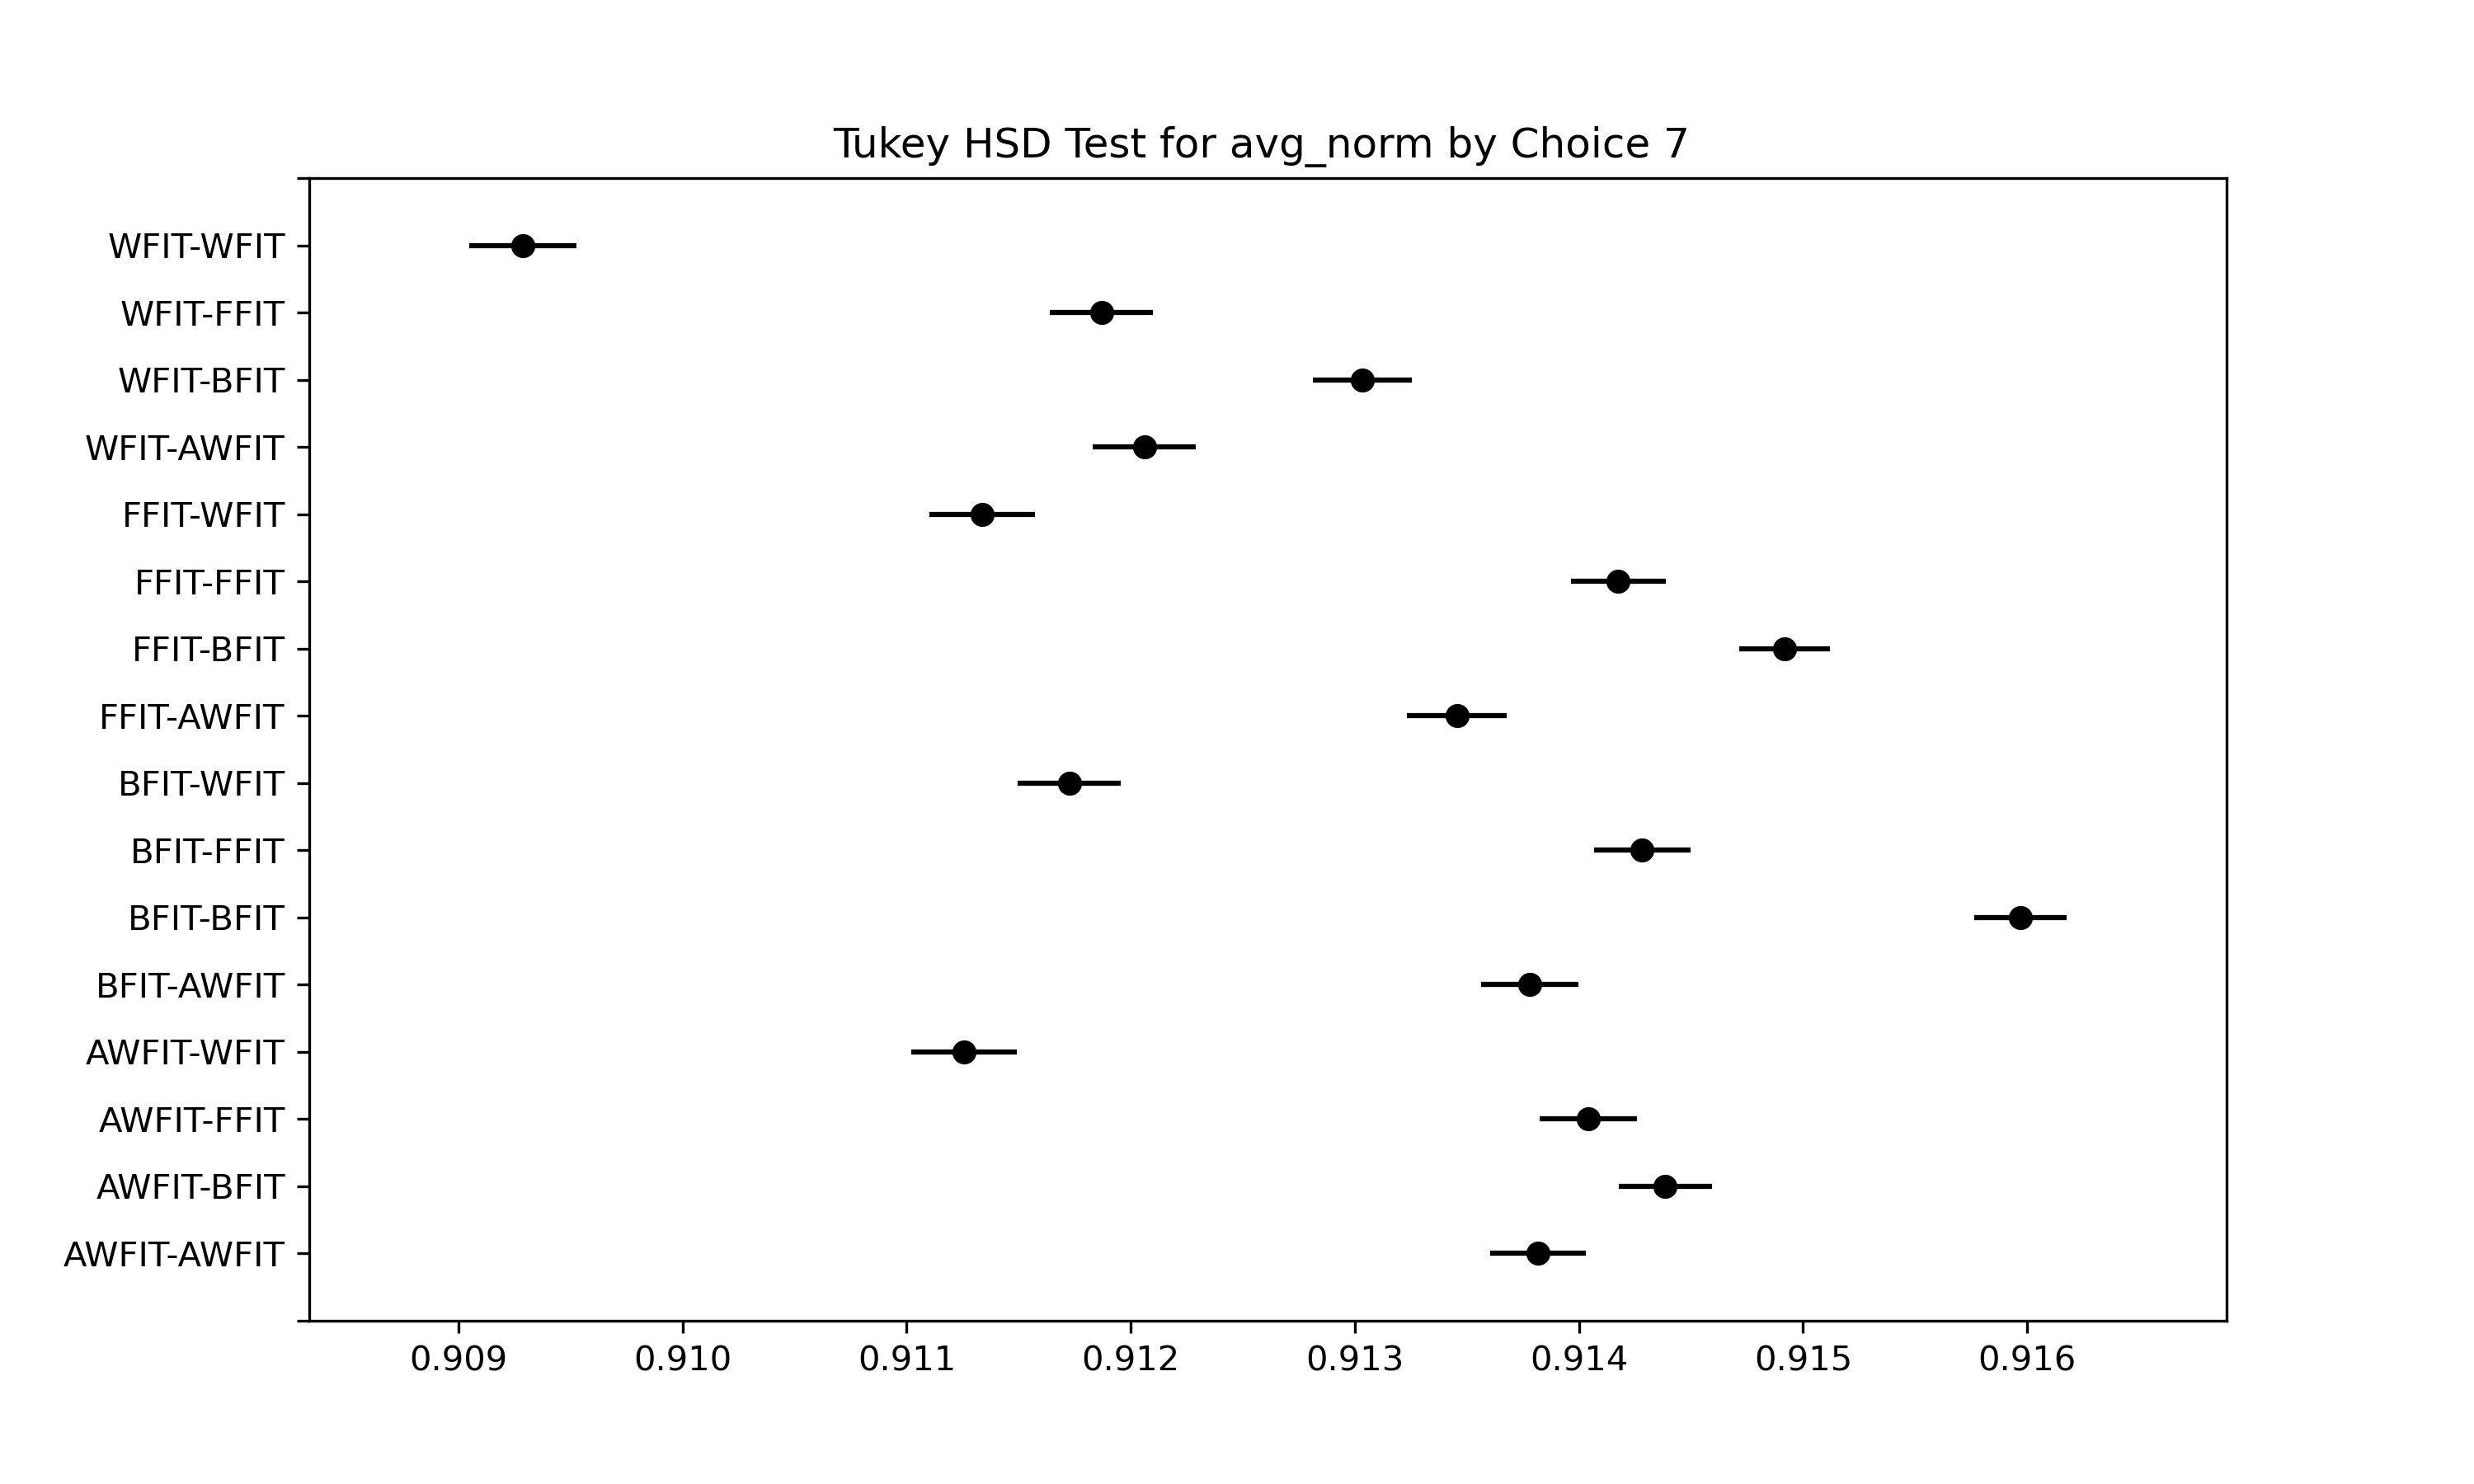 Tukey HSD Test for avg_norm by Choice 7
WFIT-WFIT
WFIT-FFIT
WFIT-BFIT
WFIT-AWFIT
FFIT-WFIT
FFIT-FFIT
FFIT-BFIT
FFIT-AWFIT
BFIT-WFIT
BFIT-FFIT
BFIT-BFIT
BFIT-AWFIT
AWFIT-WFIT
AWFIT-FFIT
AWFIT-BFIT
AWFIT-AWFIT
0.909 0.910 0.911 0.912 0.913 0.914 0.915 0.916